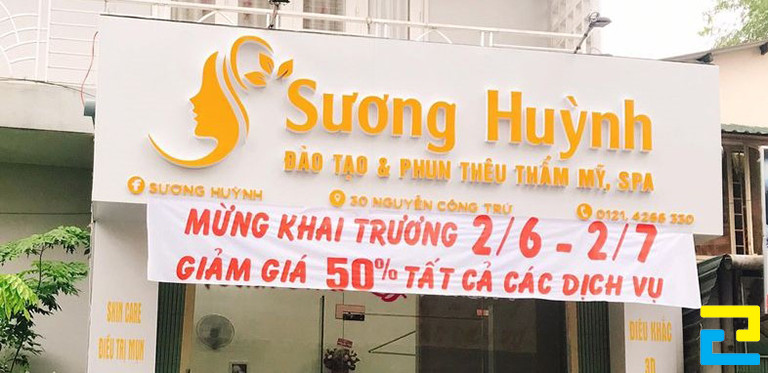 Sương Huỳnh
ĐÀO TẠO & PHUN THÊU THẨM MỸ, SPA
SƯƠNG HUỲNH
30 NGUYỄN CÔNG TRỨ
0121. 4266 330
MỪNG KHAI TRƯƠNG 2/6 - 2/7
GIẢM GIÁ 50% TẤT CẢ CÁC DỊCH VỤ
SKIN CARE
ĐIỀU TRỊ MỤN
ĐIÊU KHẮC
3D